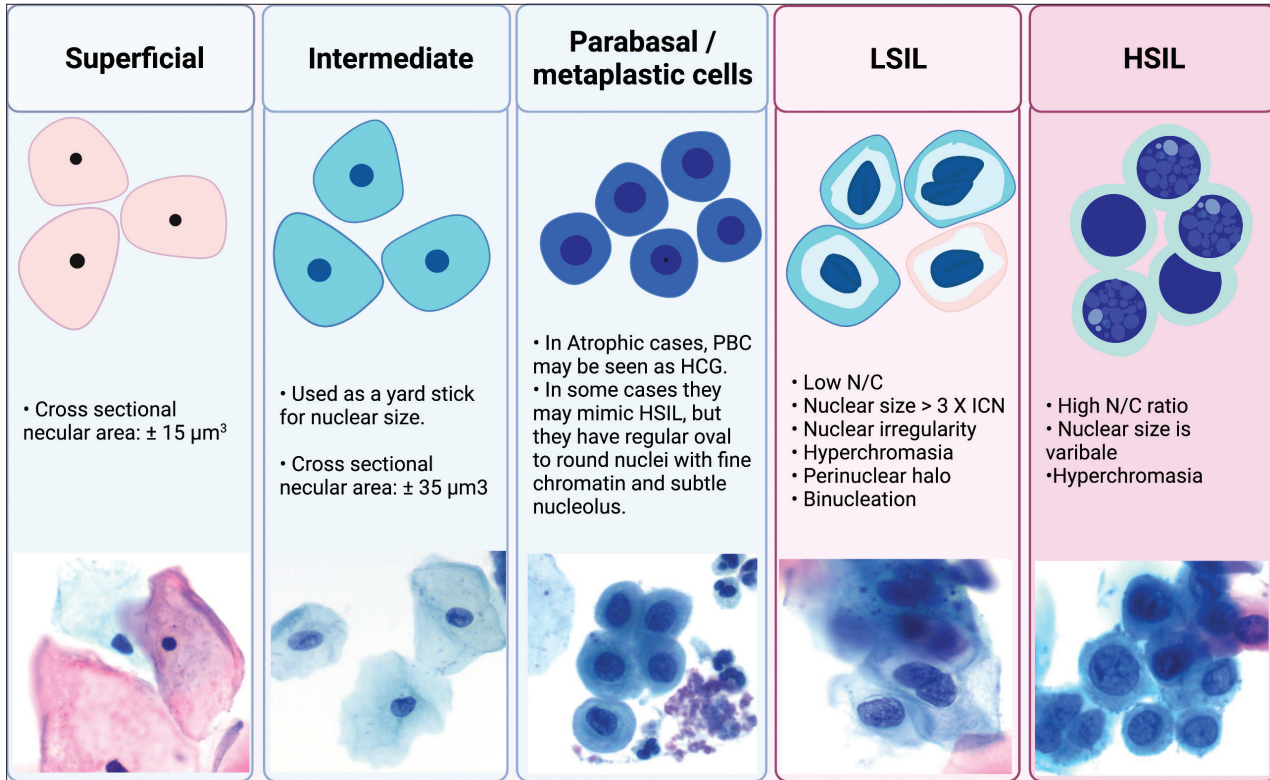 Superficial
Intermediate
Parabasal /
metaplastic cells
LSIL
HSIL
• Cross sectional
necular area: ± 15 µm³
• Used as a yard stick
for nuclear size.
• Cross sectional
necular area: ± 35 µm3
• In Atrophic cases, PBC
may be seen as HCG.
• In some cases they
may mimic HSIL, but
they have regular oval
to round nuclei with fine
chromatin and subtle
nucleolus.
• Low N/C
• Nuclear size > 3 X ICN
• Nuclear irregularity
• Hyperchromasia
• Perinuclear halo
• Binucleation
• High N/C ratio
• Nuclear size is
varibale
•Hyperchromasia